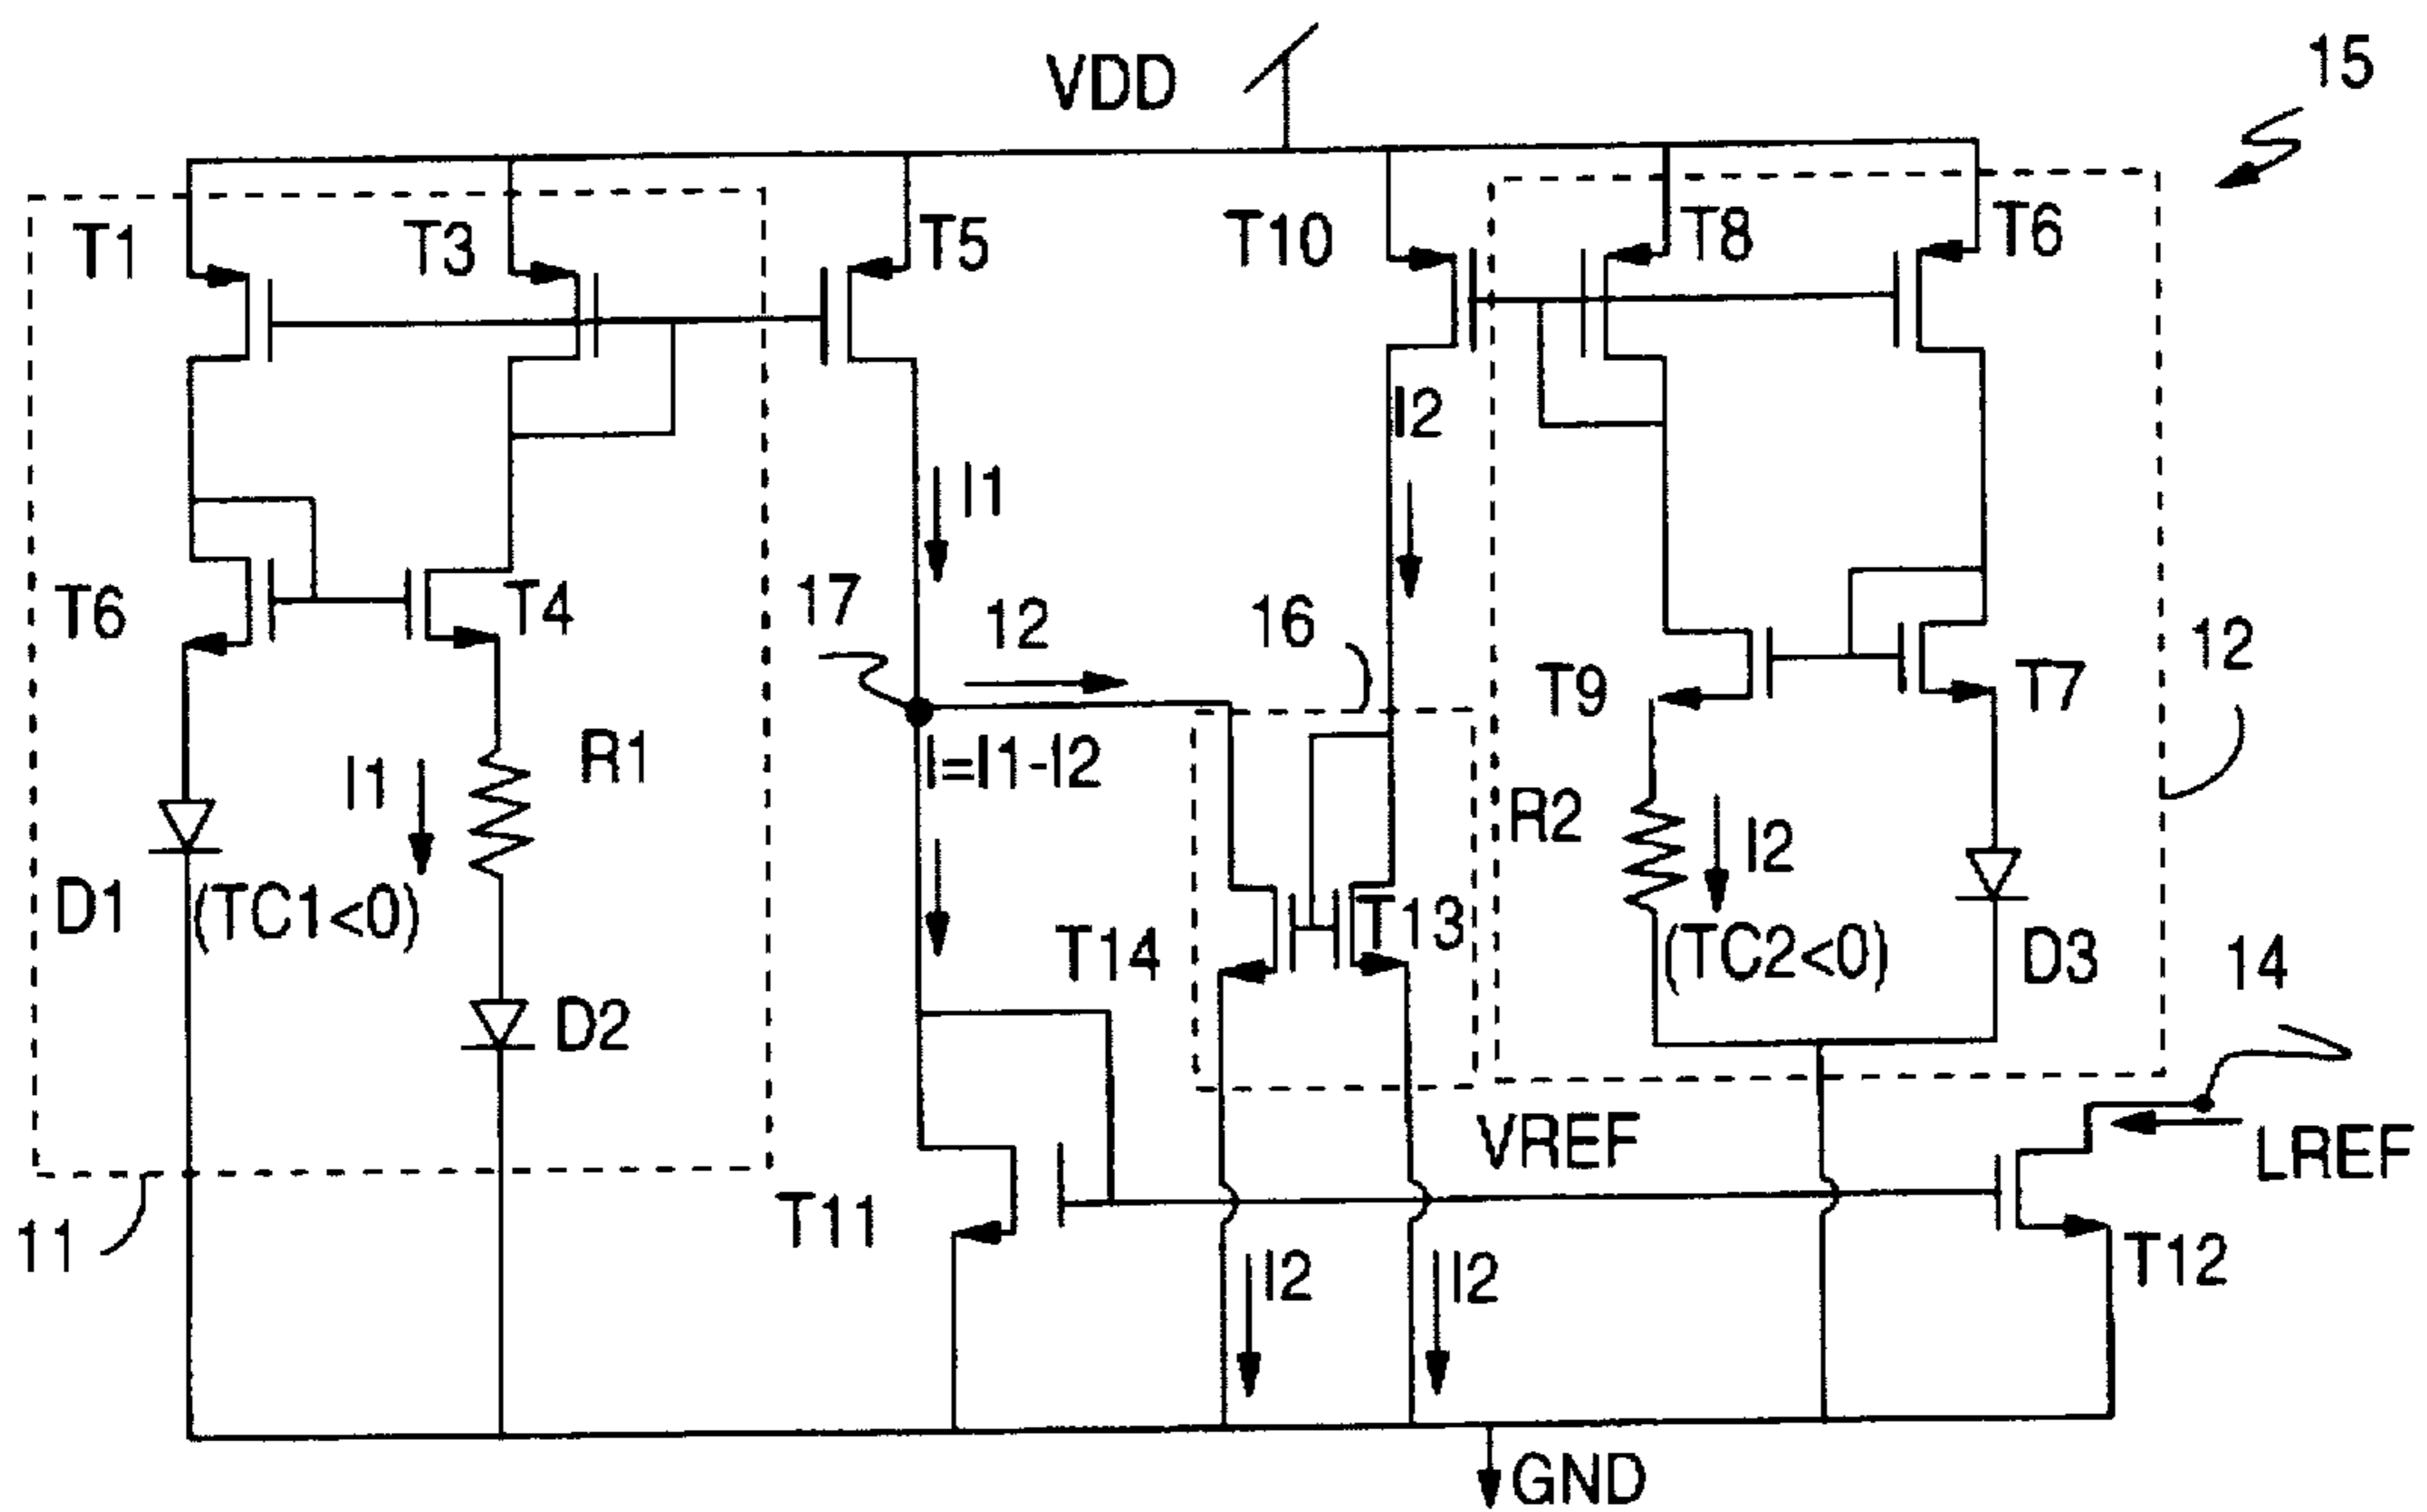 VDD
15
T1
T3
T5
T10
T8
T6
I2
I1
T6
T4
17
12
16
12
T9
T7
I=I1-I2
R1
I1
R2
I2
D1
(TC1<0)
T14
T13
(TC2<0)
D3
14
D2
VREF
LREF
T11
11
T12
I2
I2
GND